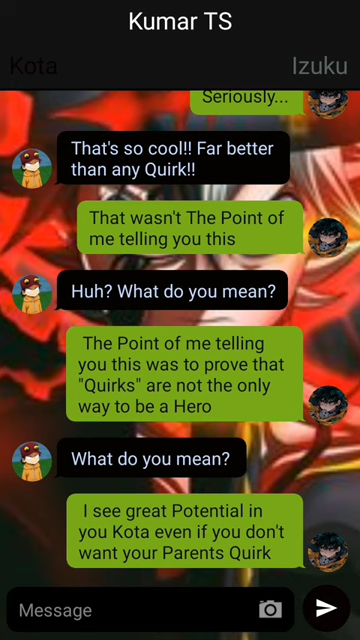 Kumar TS
Kota
Izuku
Seriously...
That's so cool!! Far better
than any Quirk!!
That wasn't The Point of
me telling you this
Huh? What do you mean?
The Point of me telling
you this was to prove that
"Quirks" are not the only
way to be a Hero
What do you mean?
I see great Potential in
you Kota even if you don't
want your Parents Quirk
Message